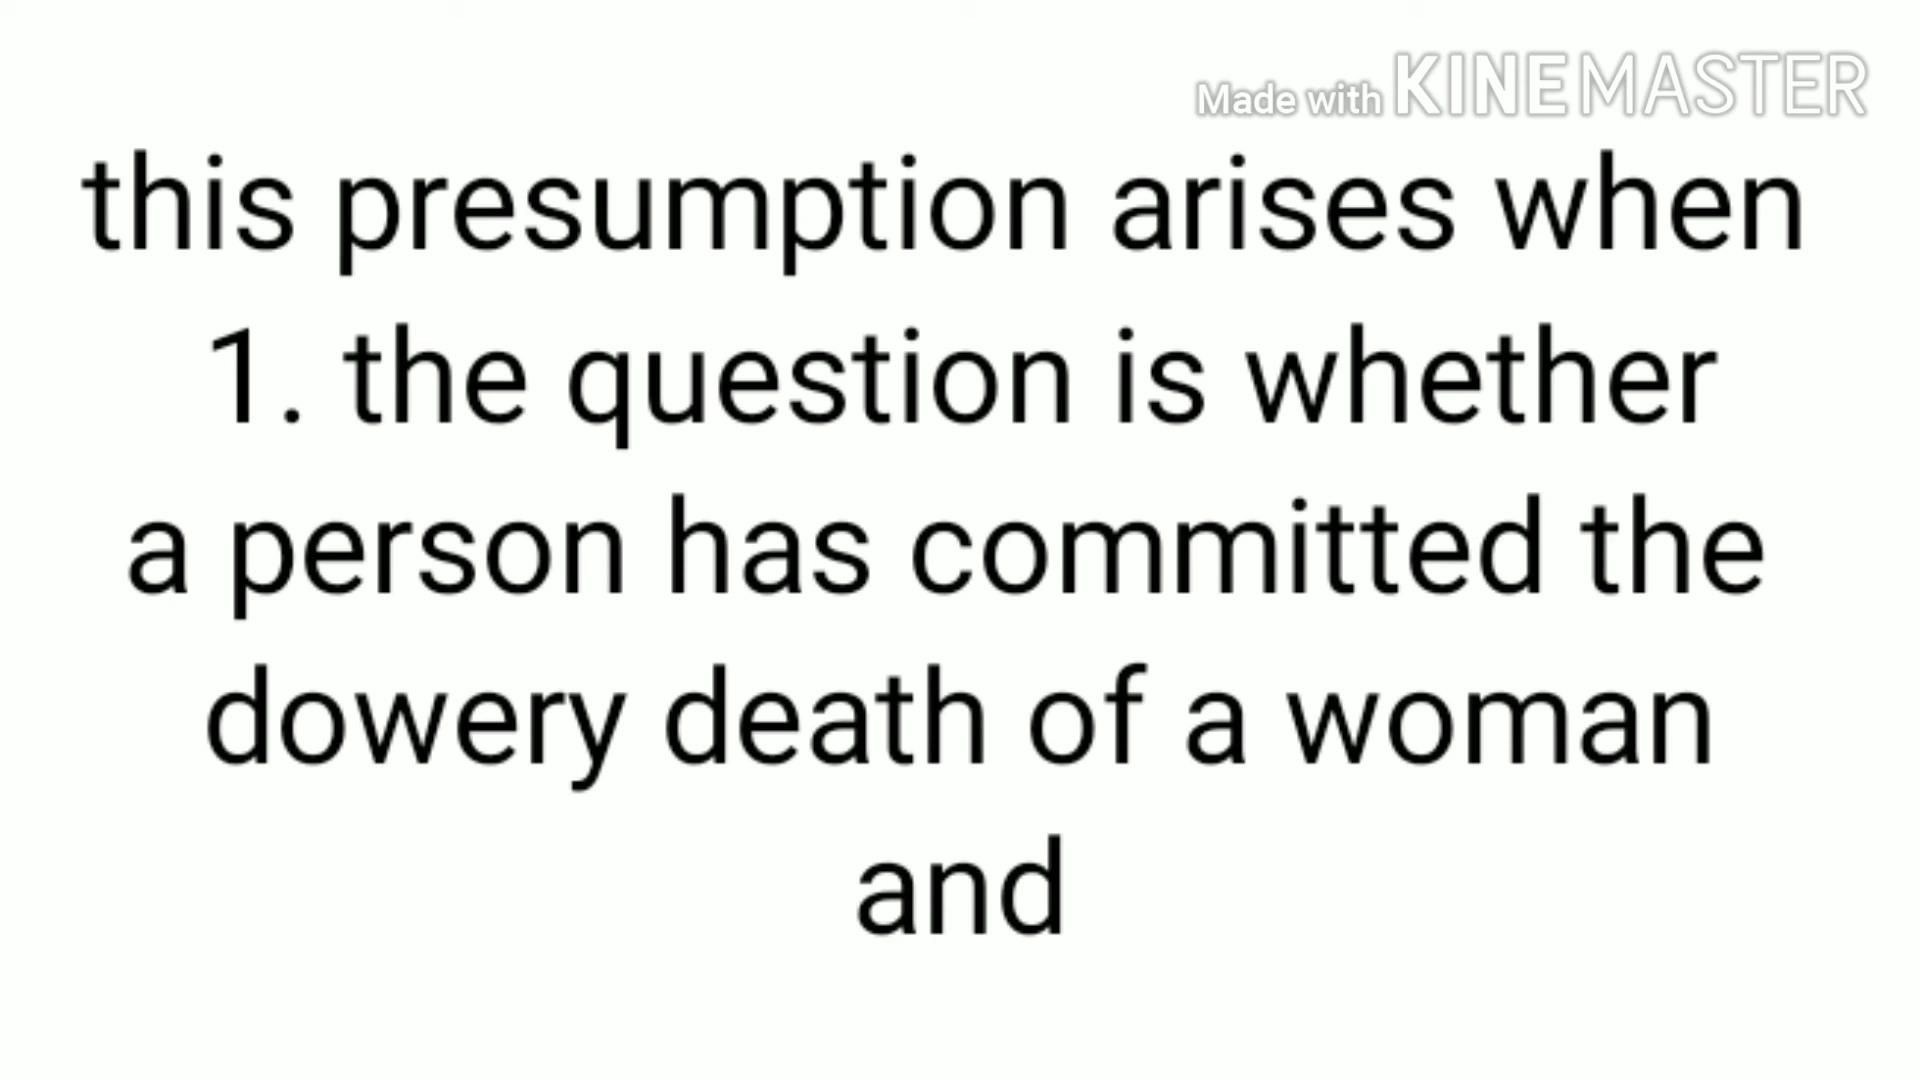 Made with KINEMASTER
this presumption arises when
1. the question is whether
a person has committed the
dowery death of a woman
and